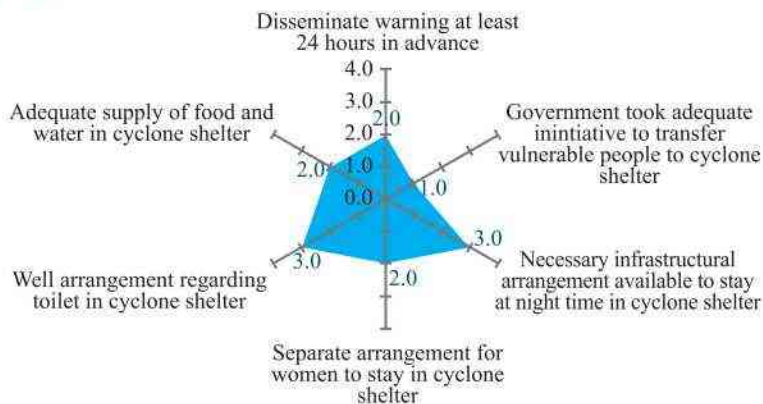 Disseminate warning at least
24 hours in advance
4.0
3.0
2.0
2.0
1.0
0.0
Government took adequate
inintiative to transfer
vulnerable people to cyclone
shelter
1.0
3.0
Necessary infrastructural
arrangement available to stay
at night time in cyclone shelter
2.0
Separate arrangement for
women to stay in cyclone
shelter
3.0
Well arrangement regarding
toilet in cyclone shelter
2.0
Adequate supply of food and
water in cyclone shelter